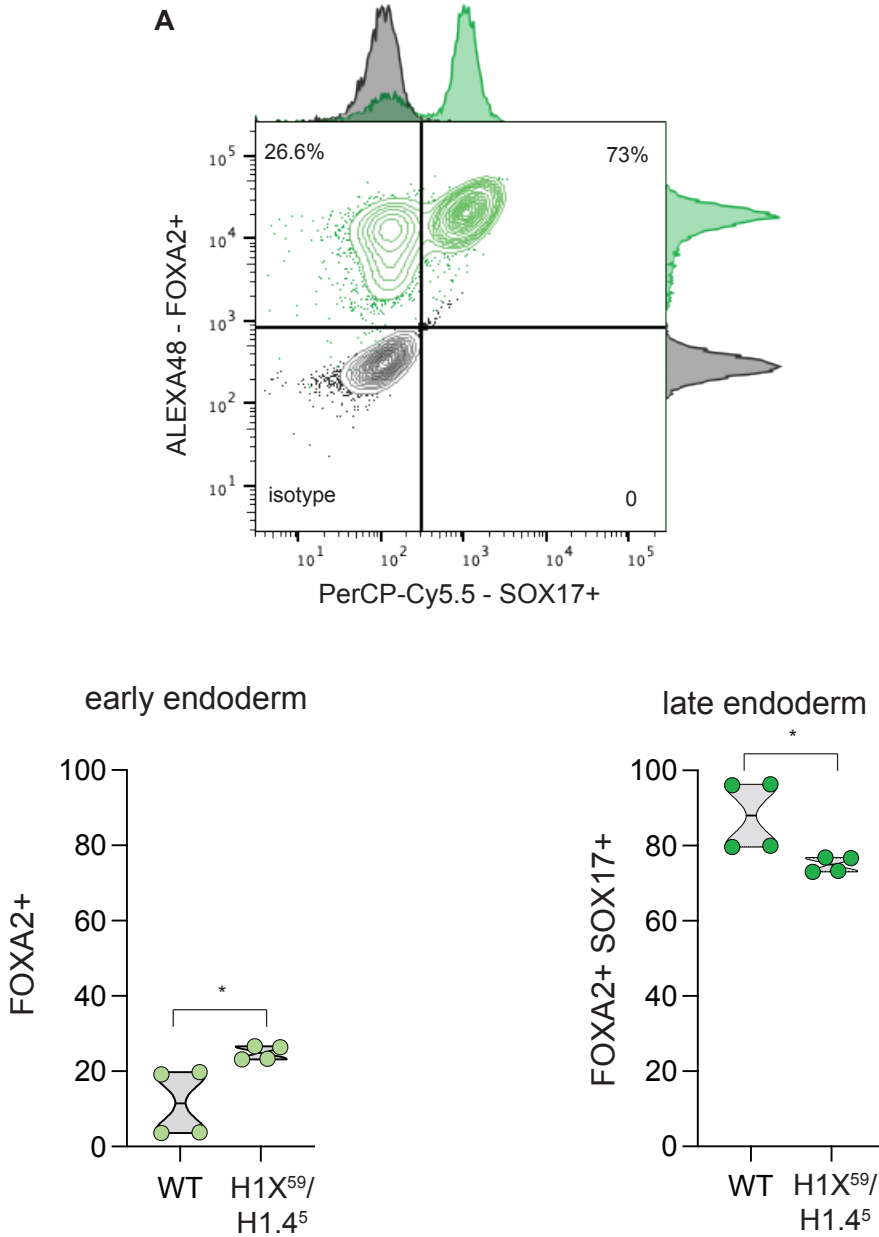 A
26.6%
73%
10⁵
10⁴
10³
10²
10¹
isotype
0
10¹ 10² 10³ 10⁴ 10⁵
ALEXA48 - FOXA2+
PerCP-Cy5.5 - SOX17+
early endoderm
100
80
60
40
20
0
FOXA2+
*
WT
H1X⁵⁹/
H1.4⁵
late endoderm
100
80
60
40
20
0
FOXA2+ SOX17+
*
WT
H1X⁵⁹/
H1.4⁵